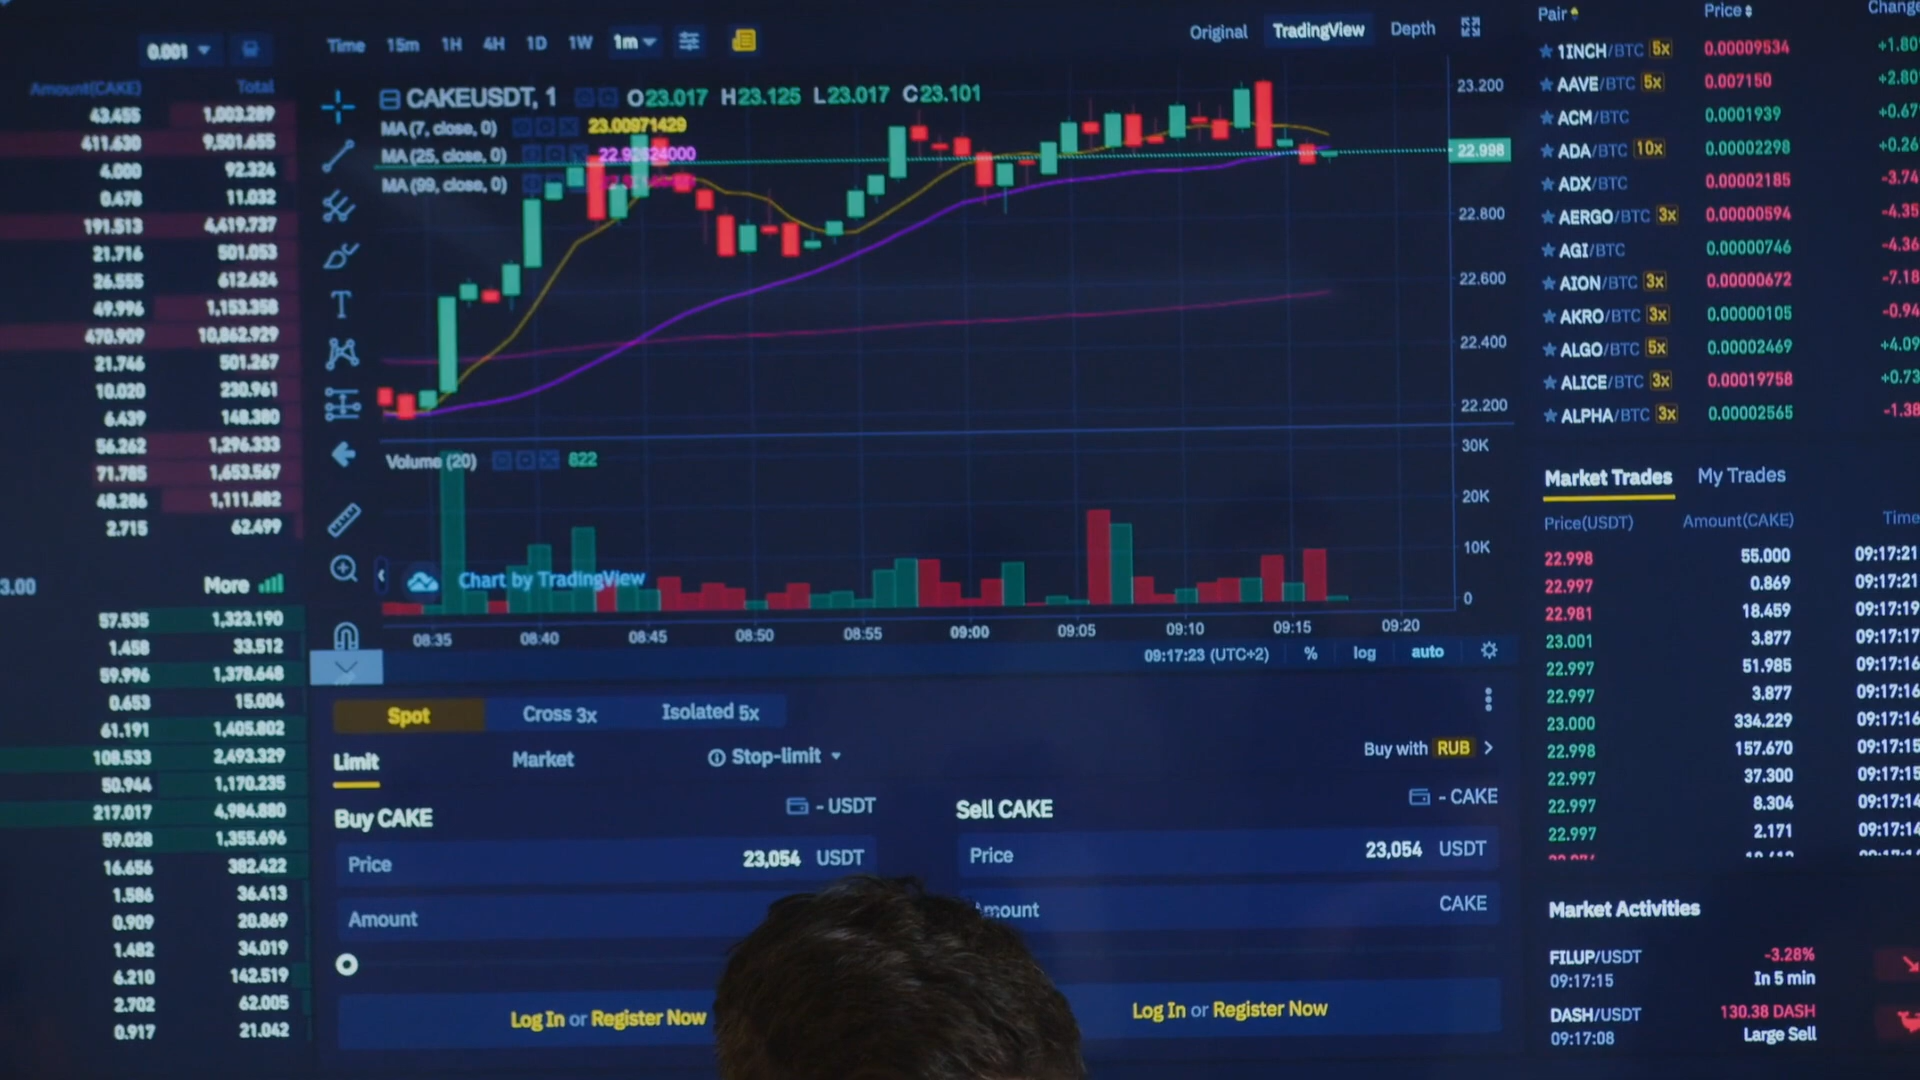 0.001
Amount(CAKE) Total
43.455 1,003.289
411.630 9,501.655
4.000 92.324
0.478 11.032
191.513 4,419.737
21.716 501.053
26.555 612.624
49.996 1,153.358
470.909 10,862.929
21.746 501.267
10.020 230.961
6.439 148.380
56.262 1,296.333
71.785 1,653.567
48.286 1,111.882
2.715 62.499
3.00 More
57.535 1,323.190
1.458 33.512
59.996 1,378.648
0.653 15.004
61.191 1,405.802
108.533 2,493.329
50.944 1,170.235
217.017 4,984.880
59.028 1,355.696
16.656 382.422
1.586 36.413
0.909 20.869
1.482 34.019
6.210 142.519
2.702 62.005
0.917 21.042
Time 15m 1H 4H 1D 1W 1m
Original TradingView Depth
CAKEUSDT, 1 O23.017 H23.125 L23.017 C23.101
MA (7, close, 0) 23.00971429
MA (25, close, 0)
MA (99, close, 0)
23.200
22.998
22.800
22.600
22.400
22.200
Volume (20) 822
30K
20K
10K
0
Chart by TradingView
08:35 08:40 08:45 08:50 08:55 09:00 09:05 09:10 09:15 09:20
09:17:23 (UTC+2) % log auto
Spot Cross 3x Isolated 5x
Limit Market Stop-limit
Buy with RUB
Buy CAKE - USDT
Price 23,054 USDT
Amount
Log In or Register Now
Sell CAKE - CAKE
Price 23,054 USDT
Amount CAKE
Log In or Register Now
Pair Price Change
1INCH/BTC 5x 0.00009534 +1.80
AAVE/BTC 5x 0.007150 +2.80
ACM/BTC 0.0001939 +0.67
ADA/BTC 10x 0.00002298 +0.26
ADX/BTC 0.00002185 -3.74
AERGO/BTC 3x 0.00000594 -4.35
AGI/BTC 0.00000746 -4.36
AION/BTC 3x 0.00000672 -7.18
AKRO/BTC 3x 0.00000105 -0.94
ALGO/BTC 5x 0.00002469 +4.09
ALICE/BTC 3x 0.00019758 +0.73
ALPHA/BTC 3x 0.00002565 -1.38
Market Trades My Trades
Price(USDT) Amount(CAKE) Time
22.998 55.000 09:17:21
22.997 0.869 09:17:21
22.981 18.459 09:17:19
23.001 3.877 09:17:17
22.997 51.985 09:17:16
22.997 3.877 09:17:16
23.000 334.229 09:17:16
22.998 157.670 09:17:15
22.997 37.300 09:17:15
22.997 8.304 09:17:14
22.997 2.171 09:17:14
Market Activities
FILUP/USDT -3.28%
09:17:15 In 5 min
DASH/USDT 130.38 DASH
09:17:08 Large Sell